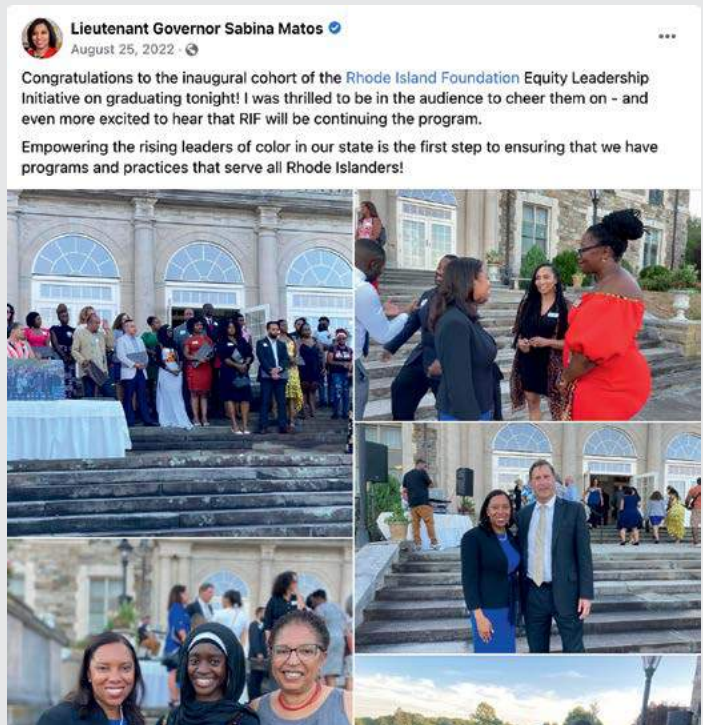 Lieutenant Governor Sabina Matos
August 25, 2022 ·
Congratulations to the inaugural cohort of the Rhode Island Foundation Equity Leadership
Initiative on graduating tonight! I was thrilled to be in the audience to cheer them on - and
even more excited to hear that RIF will be continuing the program.
Empowering the rising leaders of color in our state is the first step to ensuring that we have
programs and practices that serve all Rhode Islanders!